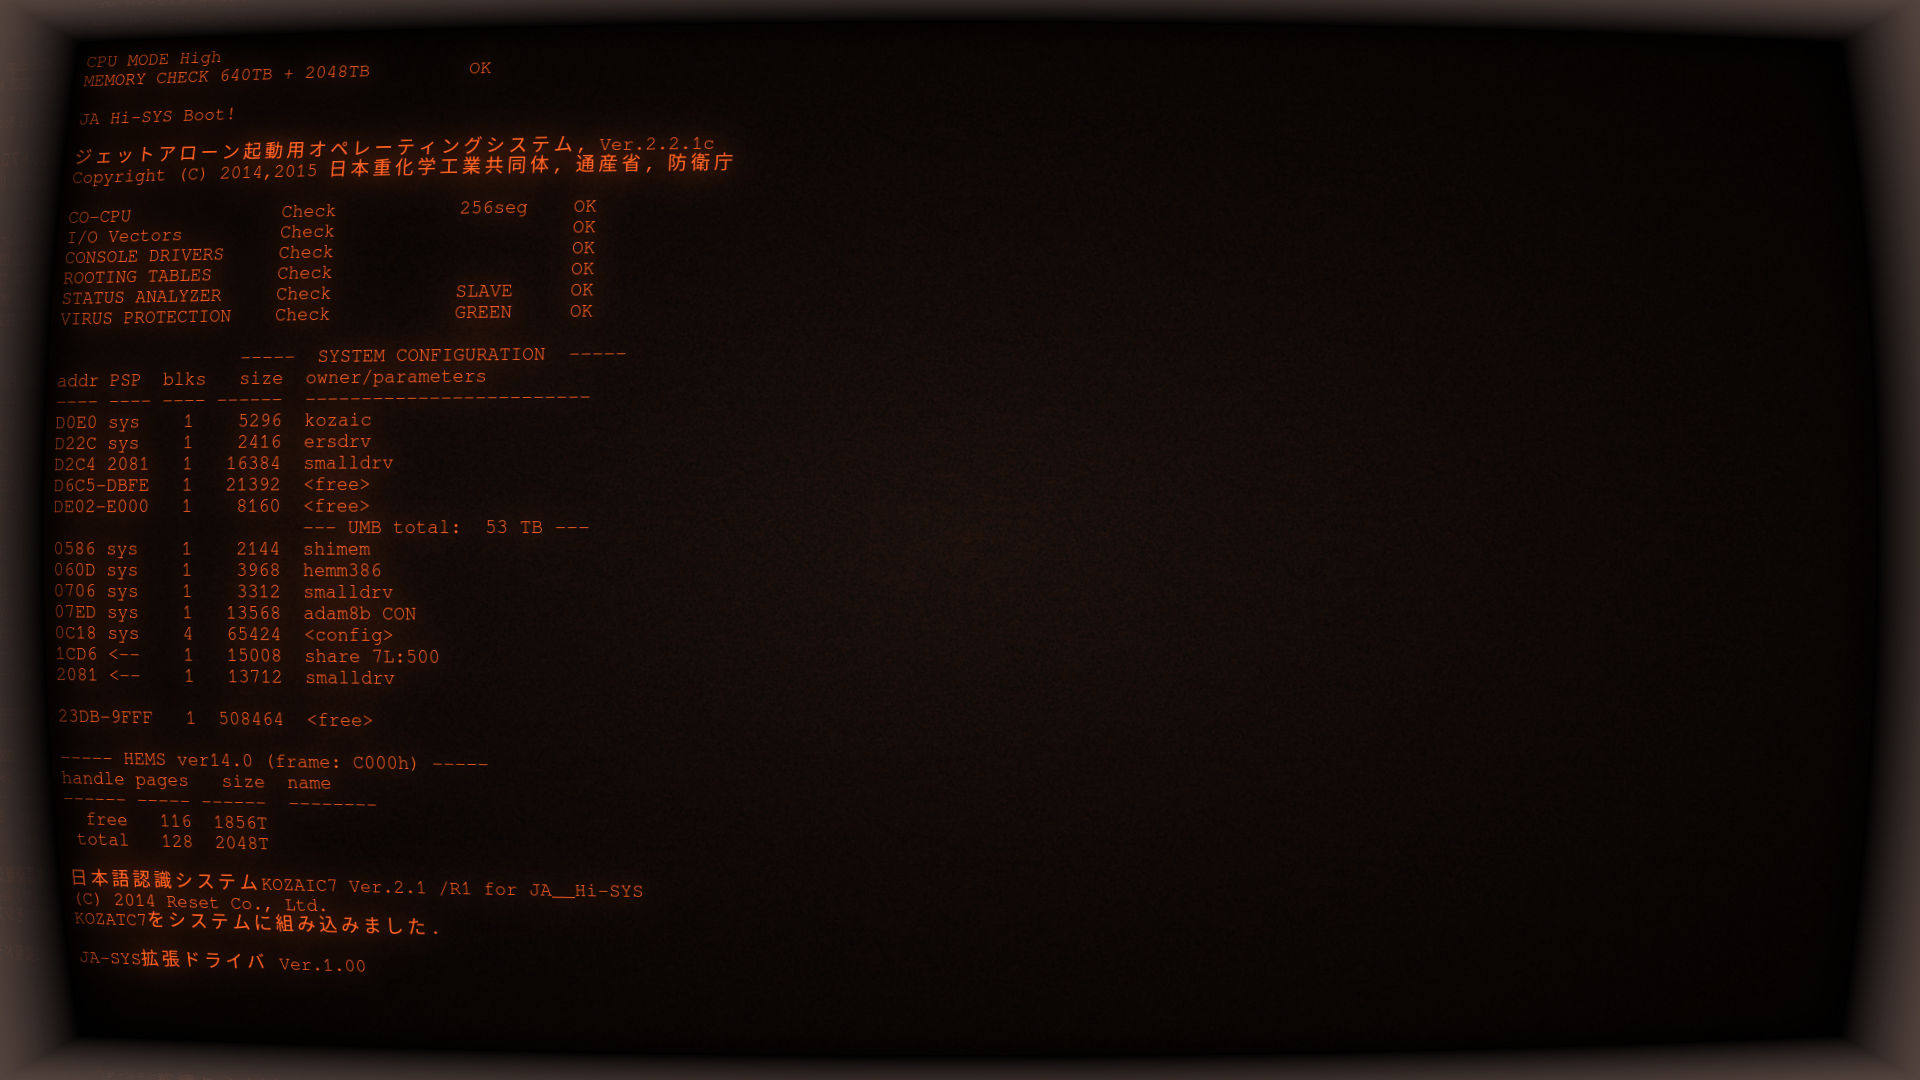 CPU MODE High
MEMORY CHECK 640TB + 2048TB OK
JA Hi-SYS Boot!
ジェットアローン起動用オペレーティングシステム, Ver.2.2.1c
Copyright (C) 2014,2015 日本重化学工業共同体, 通産省, 防衛庁
CO-CPU Check 256seg OK
I/O Vectors Check OK
CONSOLE DRIVERS Check OK
ROOTING TABLES Check OK
STATUS ANALYZER Check SLAVE OK
VIRUS PROTECTION Check GREEN OK
----- SYSTEM CONFIGURATION -----
addr PSP blks size owner/parameters
---- ---- ---- ------ --------------------------
D0E0 sys 1 5296 kozaic
D22C sys 1 2416 ersdrv
D2C4 2081 1 16384 smalldrv
D6C5-DBFE 1 21392 <free>
DE02-E000 1 8160 <free>
--- UMB total: 53 TB ---
0586 sys 1 2144 shimem
060D sys 1 3968 hemm386
0706 sys 1 3312 smalldrv
07ED sys 1 13568 adam8b CON
0C18 sys 4 65424 <config>
1CD6 <-- 1 15008 share 7L:500
2081 <-- 1 13712 smalldrv
23DB-9FFF 1 508464 <free>
----- HEMS ver14.0 (frame: C000h) -----
handle pages size name
------ ----- ------ --------
free 116 1856T
total 128 2048T
日本語認識システムKOZAIC7 Ver.2.1 /R1 for JA__Hi-SYS
(C) 2014 Reset Co., Ltd.
KOZATC7をシステムに組み込みました.
JA-SYS拡張ドライバ Ver.1.00